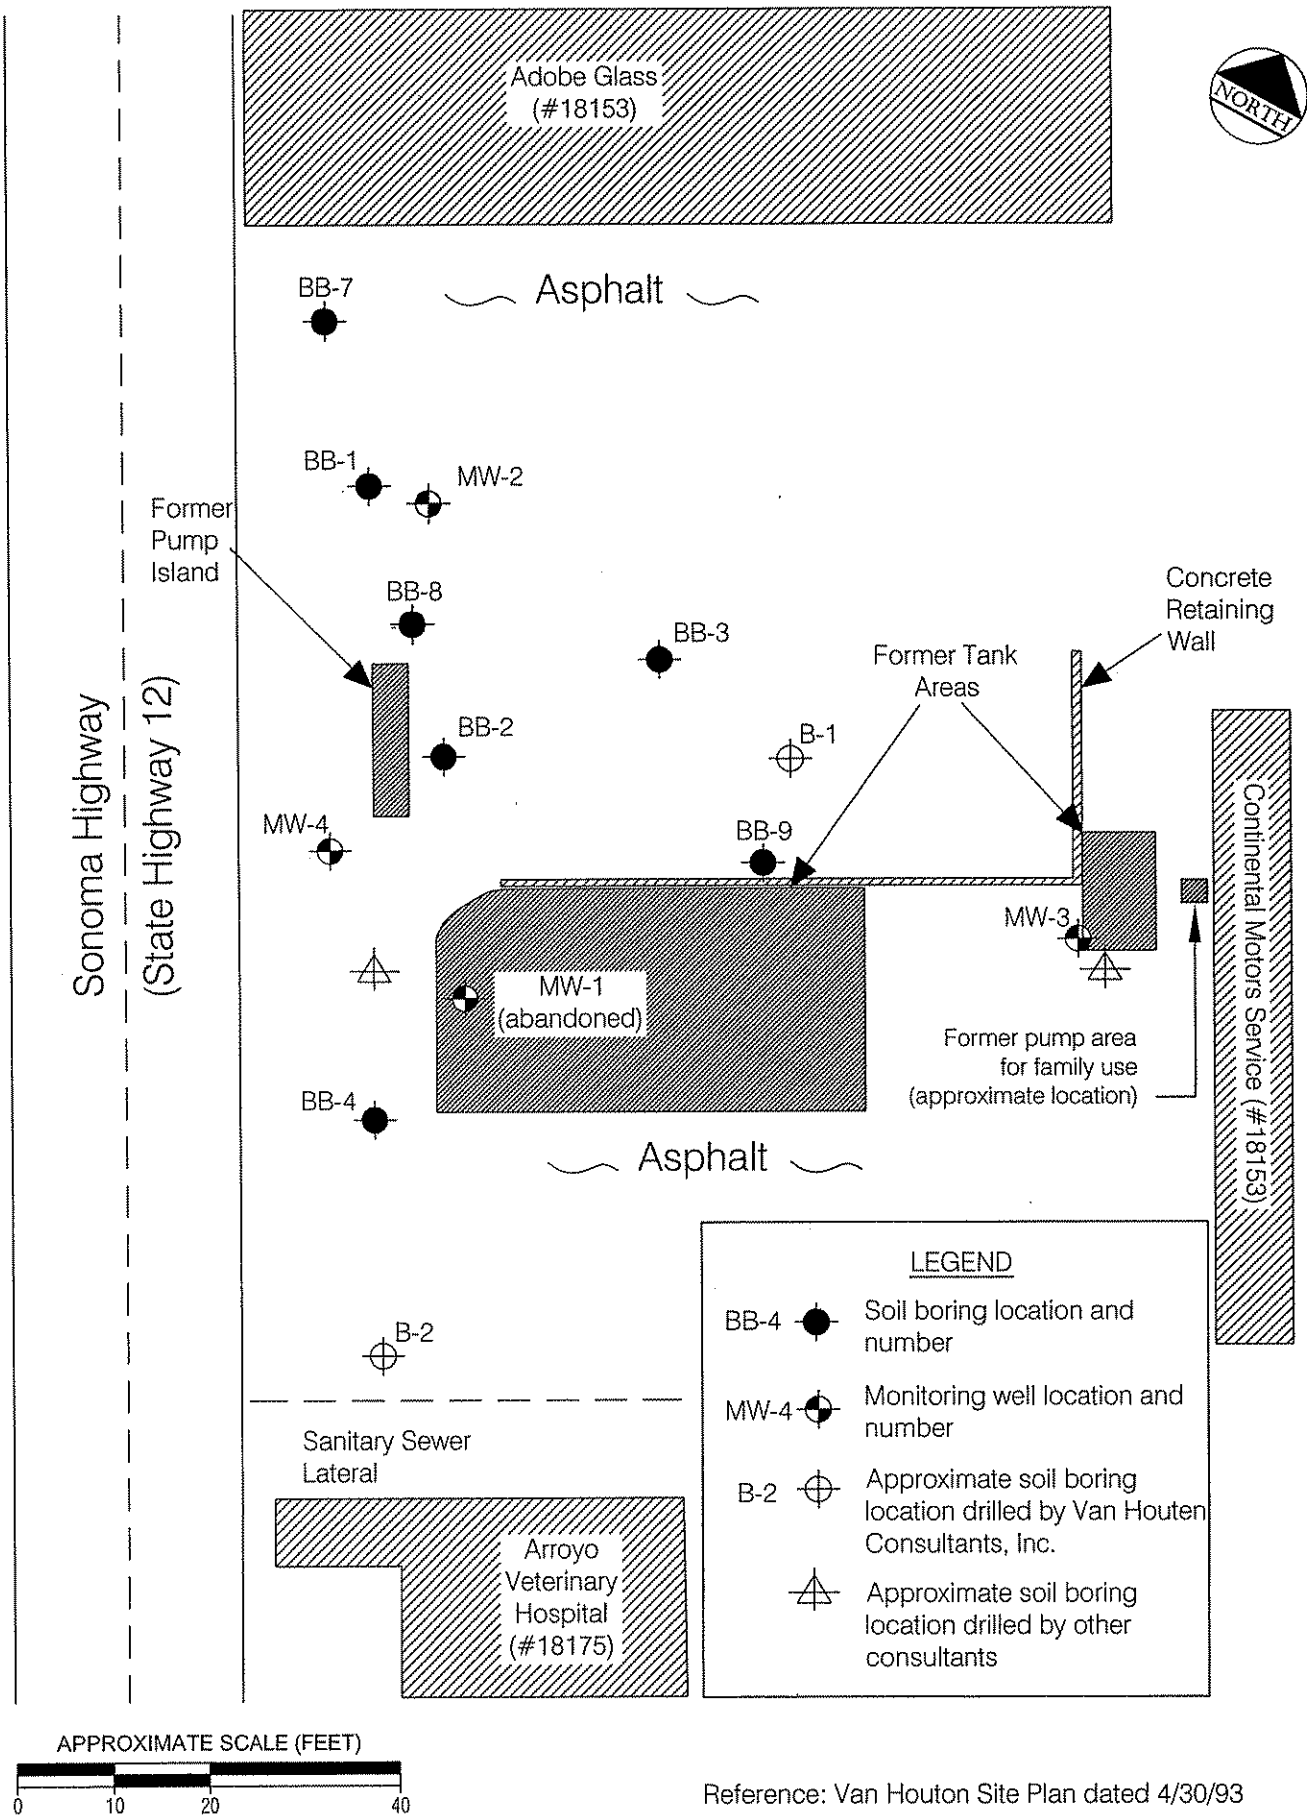 Adobe Glass
(#18153)
NORTH
BB-7
Asphalt
BB-1
MW-2
Former
Pump
Island
BB-8
BB-3
Concrete
Retaining
Wall
Former Tank
Areas
BB-2
B-1
Sonoma Highway
(State Highway 12)
MW-4
BB-9
MW-3
MW-1
(abandoned)
Continental Motors Service (#18153)
Former pump area
for family use
(approximate location)
BB-4
Asphalt
B-2
Sanitary Sewer
Lateral
Arroyo
Veterinary
Hospital
(#18175)
LEGEND
BB-4 Soil boring location and
number
MW-4 Monitoring well location and
number
B-2 Approximate soil boring
location drilled by Van Houten
Consultants, Inc.
Approximate soil boring
location drilled by other
consultants
APPROXIMATE SCALE (FEET)
0 10 20 40
Reference: Van Houton Site Plan dated 4/30/93